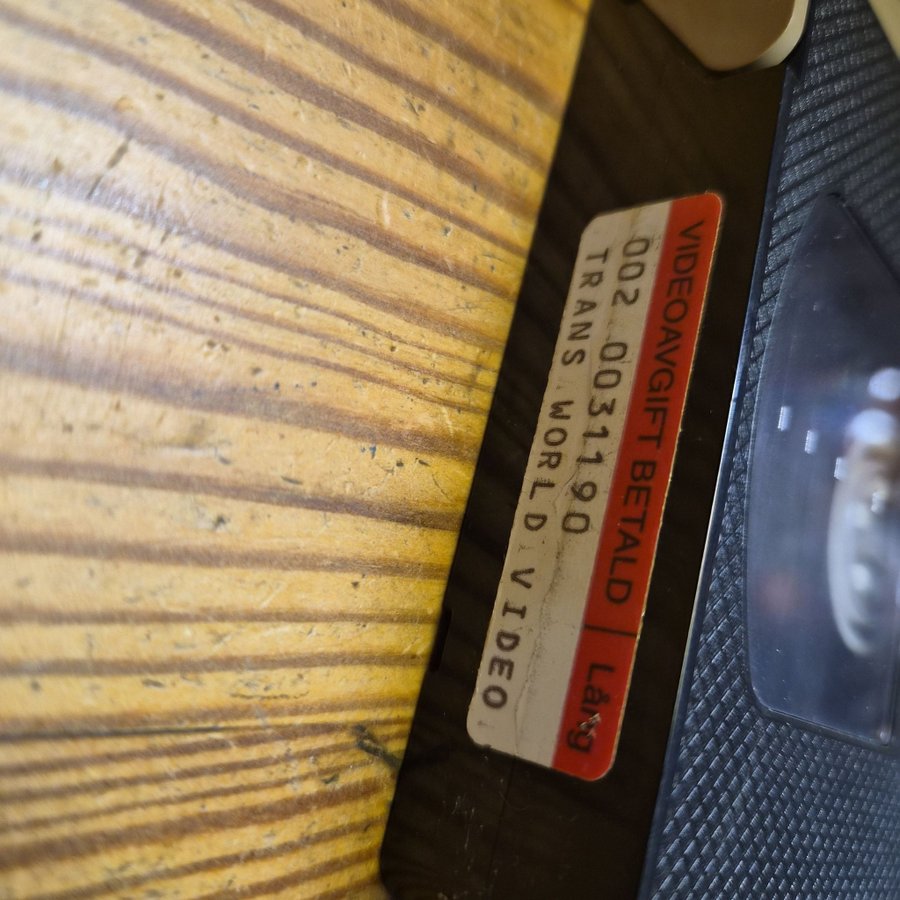 VIDEOAVGIFT BETALD | Lång
002 0031190
TRANS WORLD VIDEO